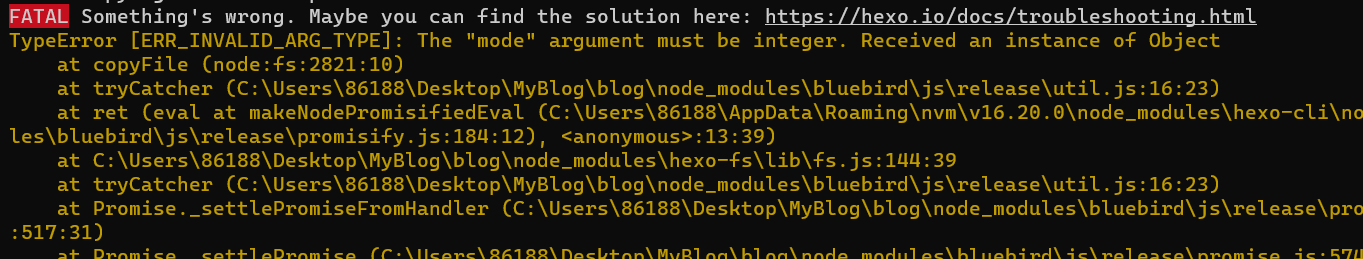 FATAL Something's wrong. Maybe you can find the solution here: https://hexo.io/docs/troubleshooting.html
TypeError [ERR_INVALID_ARG_TYPE]: The "mode" argument must be integer. Received an instance of Object
    at copyFile (node:fs:2821:10)
    at tryCatcher (C:\Users\86188\Desktop\MyBlog\blog\node_modules\bluebird\js\release\util.js:16:23)
    at ret (eval at makeNodePromisifiedEval (C:\Users\86188\AppData\Roaming\nvm\v16.20.0\node_modules\hexo-cli\no
les\bluebird\js\release\promisify.js:184:12), <anonymous>:13:39)
    at C:\Users\86188\Desktop\MyBlog\blog\node_modules\hexo-fs\lib\fs.js:144:39
    at tryCatcher (C:\Users\86188\Desktop\MyBlog\blog\node_modules\bluebird\js\release\util.js:16:23)
    at Promise._settlePromiseFromHandler (C:\Users\86188\Desktop\MyBlog\blog\node_modules\bluebird\js\release\pro
:517:31)
    at Promise._settlePromise (C:\Users\86188\Desktop\MyBlog\blog\node_modules\bluebird\js\release\promise.js:574